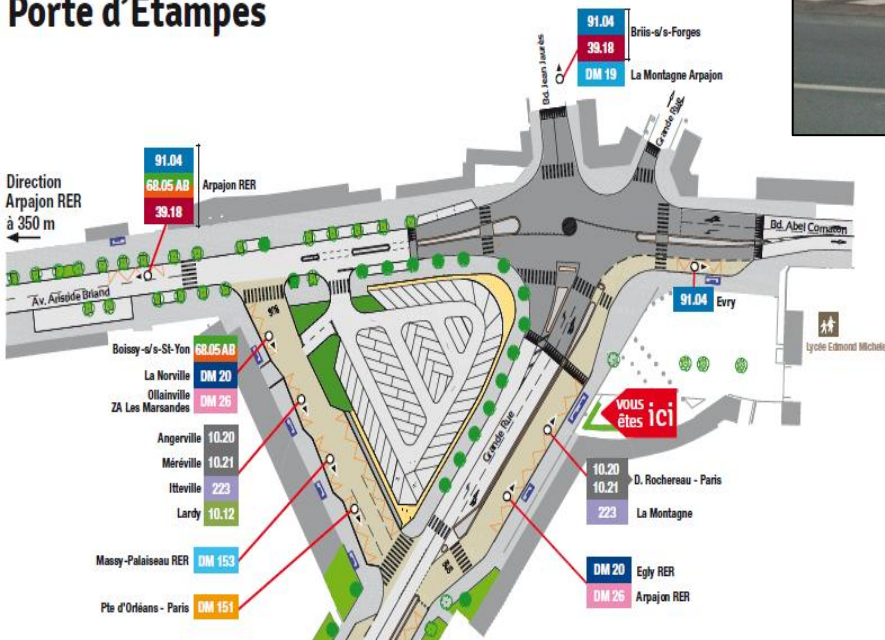 Porte d'Etampes
91.04
39.18
Briis-s/s-Forges
DM 19
La Montagne Arpajon
Bd. Jean Jaurès
Grande Rue
91.04
68.05 AB
39.18
Arpajon RER
Direction
Arpajon RER
à 350 m
Av. Aristide Briand
Bd. Abel Cornaton
91.04
Evry
Lycée Edmond Michele
Boissy-s/s-St-Yon
68.05 AB
La Norville
DM 20
Ollainville
ZA Les Marsandes
DM 26
vous
êtes ici
Grande Rue
Angerville
10.20
Méréville
10.21
Itteville
223
Lardy
10.12
10.20
10.21
D. Rochereau - Paris
223
La Montagne
Massy-Palaiseau RER
DM 153
DM 20
Egly RER
DM 26
Arpajon RER
Pte d'Orléans - Paris
DM 151